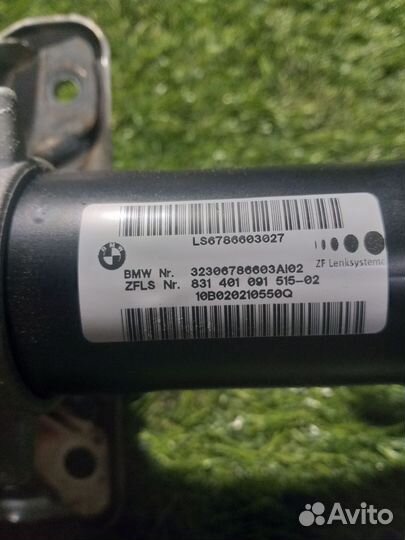 LS6786603027
BMW Nr. 32306786603AI02
ZFLS Nr. 831 401 091 515-02
10B020210550Q
ZF Lenksysteme
Avito